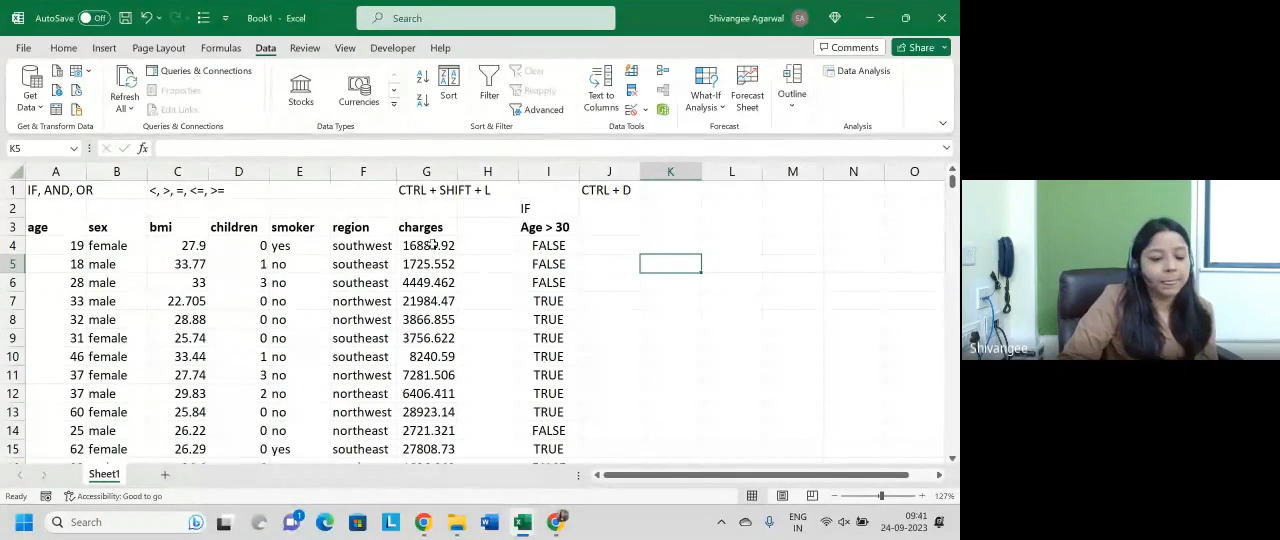 AutoSave Off Book1 - Excel Search Shivangee Agarwal SA
File Home Insert Page Layout Formulas Data Review View Developer Help Comments Share
Get Data Refresh All Queries & Connections Properties Edit Links Stocks Currencies Sort Filter Clear Reapply Advanced Text to Columns What-If Analysis Forecast Sheet Outline Data Analysis
Get & Transform Data Queries & Connections Data Types Sort & Filter Data Tools Forecast Analysis
K5 fx
A B C D E F G H I J K L M N O
1 IF, AND, OR <, >, =, <=, >= CTRL + SHIFT + L CTRL + D
2 IF
3 age sex bmi children smoker region charges Age > 30
4 19 female 27.9 0 yes southwest 16884.92 FALSE
5 18 male 33.77 1 no southeast 1725.552 FALSE
6 28 male 33 3 no southeast 4449.462 FALSE
7 33 male 22.705 0 no northwest 21984.47 TRUE
8 32 male 28.88 0 no northwest 3866.855 TRUE
9 31 female 25.74 0 no southeast 3756.622 TRUE
10 46 female 33.44 1 no southeast 8240.59 TRUE
11 37 female 27.74 3 no northwest 7281.506 TRUE
12 37 male 29.83 2 no northeast 6406.411 TRUE
13 60 female 25.84 0 no northwest 28923.14 TRUE
14 25 male 26.22 0 no northeast 2721.321 FALSE
15 62 female 26.29 0 yes southeast 27808.73 TRUE
Sheet1
Ready Accessibility: Good to go 127%
Search 1 L W ENG IN 09:41 24-09-2023
Shivangee